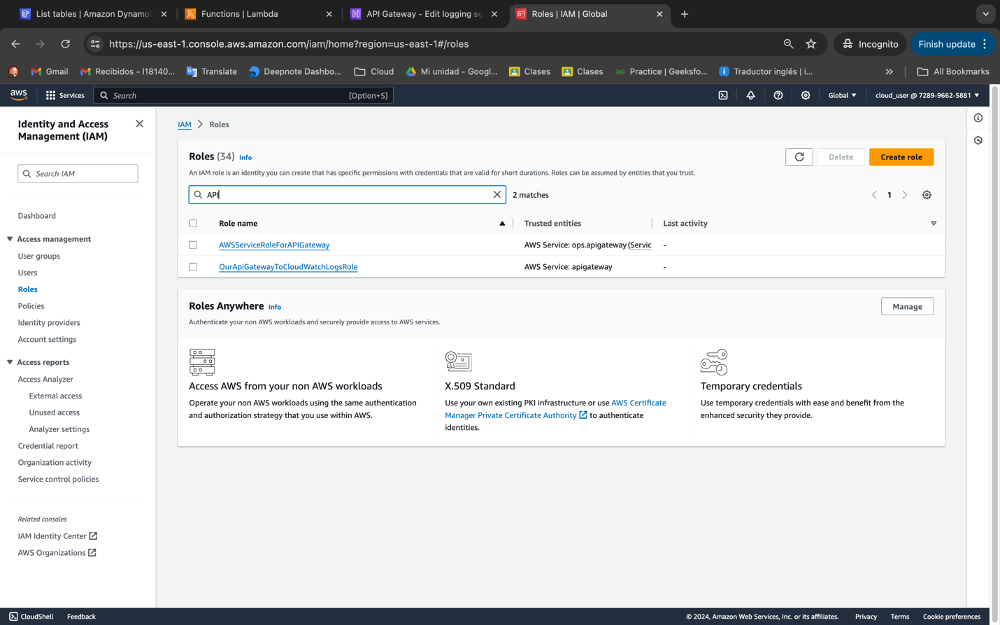 List tables | Amazon Dynamo
Functions | Lambda
API Gateway - Edit logging se
Roles | IAM | Global
https://us-east-1.console.aws.amazon.com/iam/home?region=us-east-1#/roles
Incognito
Finish update
Gmail
Recibidos - l18140...
Translate
Deepnote Dashbo...
Cloud
Mi unidad - Googl...
Clases
Clases
Practice | Geeksfo...
Traductor inglés | i...
All Bookmarks
aws
Services
Search
[Option+S]
Global
cloud_user @ 7289-9662-5881
Identity and Access
Management (IAM)
Search IAM
Dashboard
Access management
User groups
Users
Roles
Policies
Identity providers
Account settings
Access reports
Access Analyzer
External access
Unused access
Analyzer settings
Credential report
Organization activity
Service control policies
Related consoles
IAM Identity Center
AWS Organizations
IAM > Roles
Roles (34) Info
Delete
Create role
An IAM role is an identity you can create that has specific permissions with credentials that are valid for short durations. Roles can be assumed by entities that you trust.
API
2 matches
1
Role name
Trusted entities
Last activity
AWSServiceRoleForAPIGateway
AWS Service: ops.apigateway (Servic
-
OurApiGatewayToCloudWatchLogsRole
AWS Service: apigateway
-
Roles Anywhere Info
Manage
Authenticate your non AWS workloads and securely provide access to AWS services.
Access AWS from your non AWS workloads
Operate your non AWS workloads using the same authentication
and authorization strategy that you use within AWS.
X.509 Standard
Use your own existing PKI infrastructure or use AWS Certificate
Manager Private Certificate Authority to authenticate
identities.
Temporary credentials
Use temporary credentials with ease and benefit from the
enhanced security they provide.
CloudShell
Feedback
© 2024, Amazon Web Services, Inc. or its affiliates.
Privacy
Terms
Cookie preferences